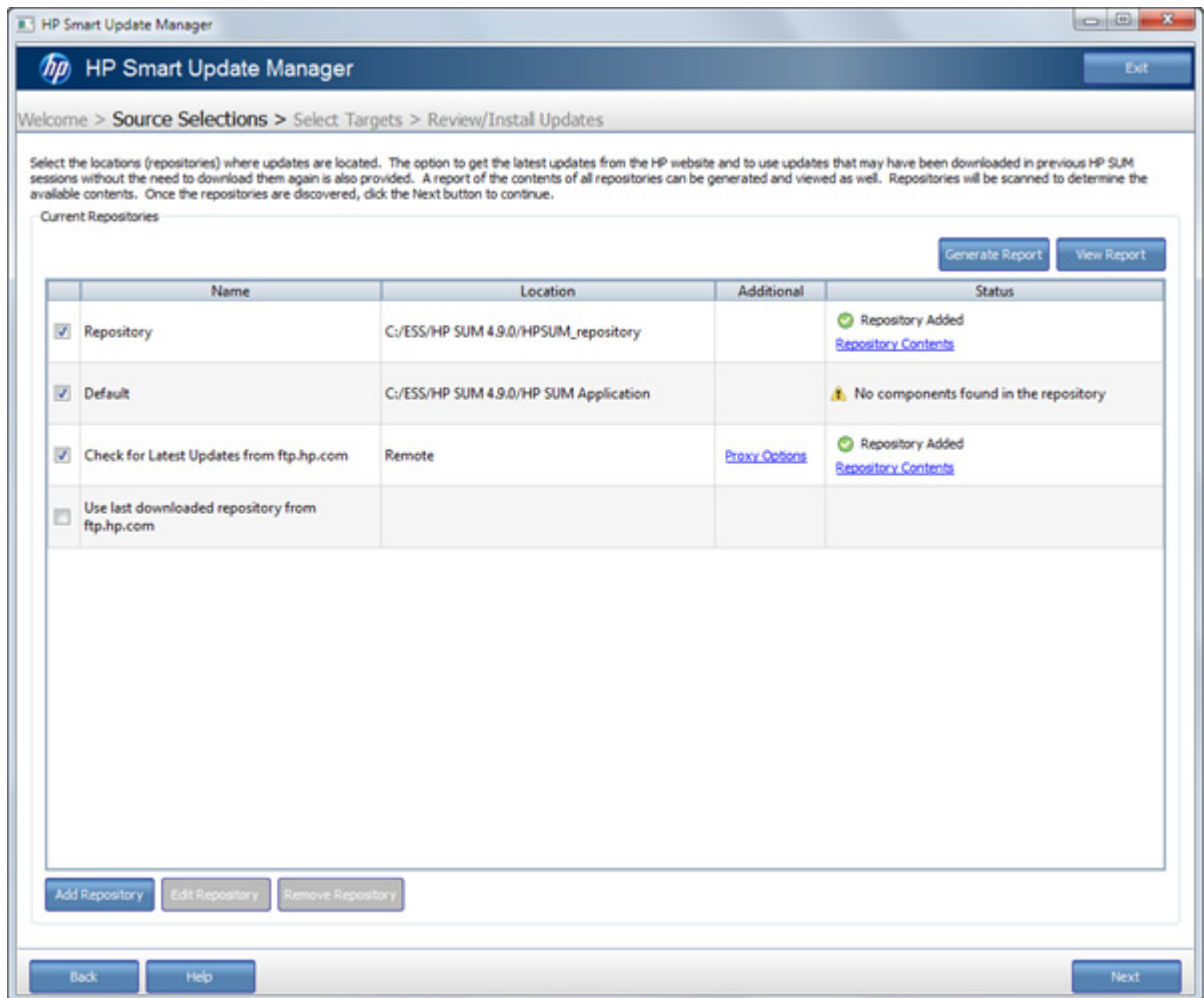 HP Smart Update Manager
hp HP Smart Update Manager Exit
Welcome > Source Selections > Select Targets > Review/Install Updates
Select the locations (repositories) where updates are located. The option to get the latest updates from the HP website and to use updates that may have been downloaded in previous HP SUM
sessions without the need to download them again is also provided. A report of the contents of all repositories can be generated and viewed as well. Repositories will be scanned to determine the
available contents. Once the repositories are discovered, click the Next button to continue.
Current Repositories
Generate Report View Report
Name Location Additional Status
Repository C:/ESS/HP SUM 4.9.0/HPSUM_repository Repository Added
Repository Contents
Default C:/ESS/HP SUM 4.9.0/HP SUM Application No components found in the repository
Check for Latest Updates from ftp.hp.com Remote Proxy Options Repository Added
Repository Contents
Use last downloaded repository from
ftp.hp.com
Add Repository Edit Repository Remove Repository
Back Help Next